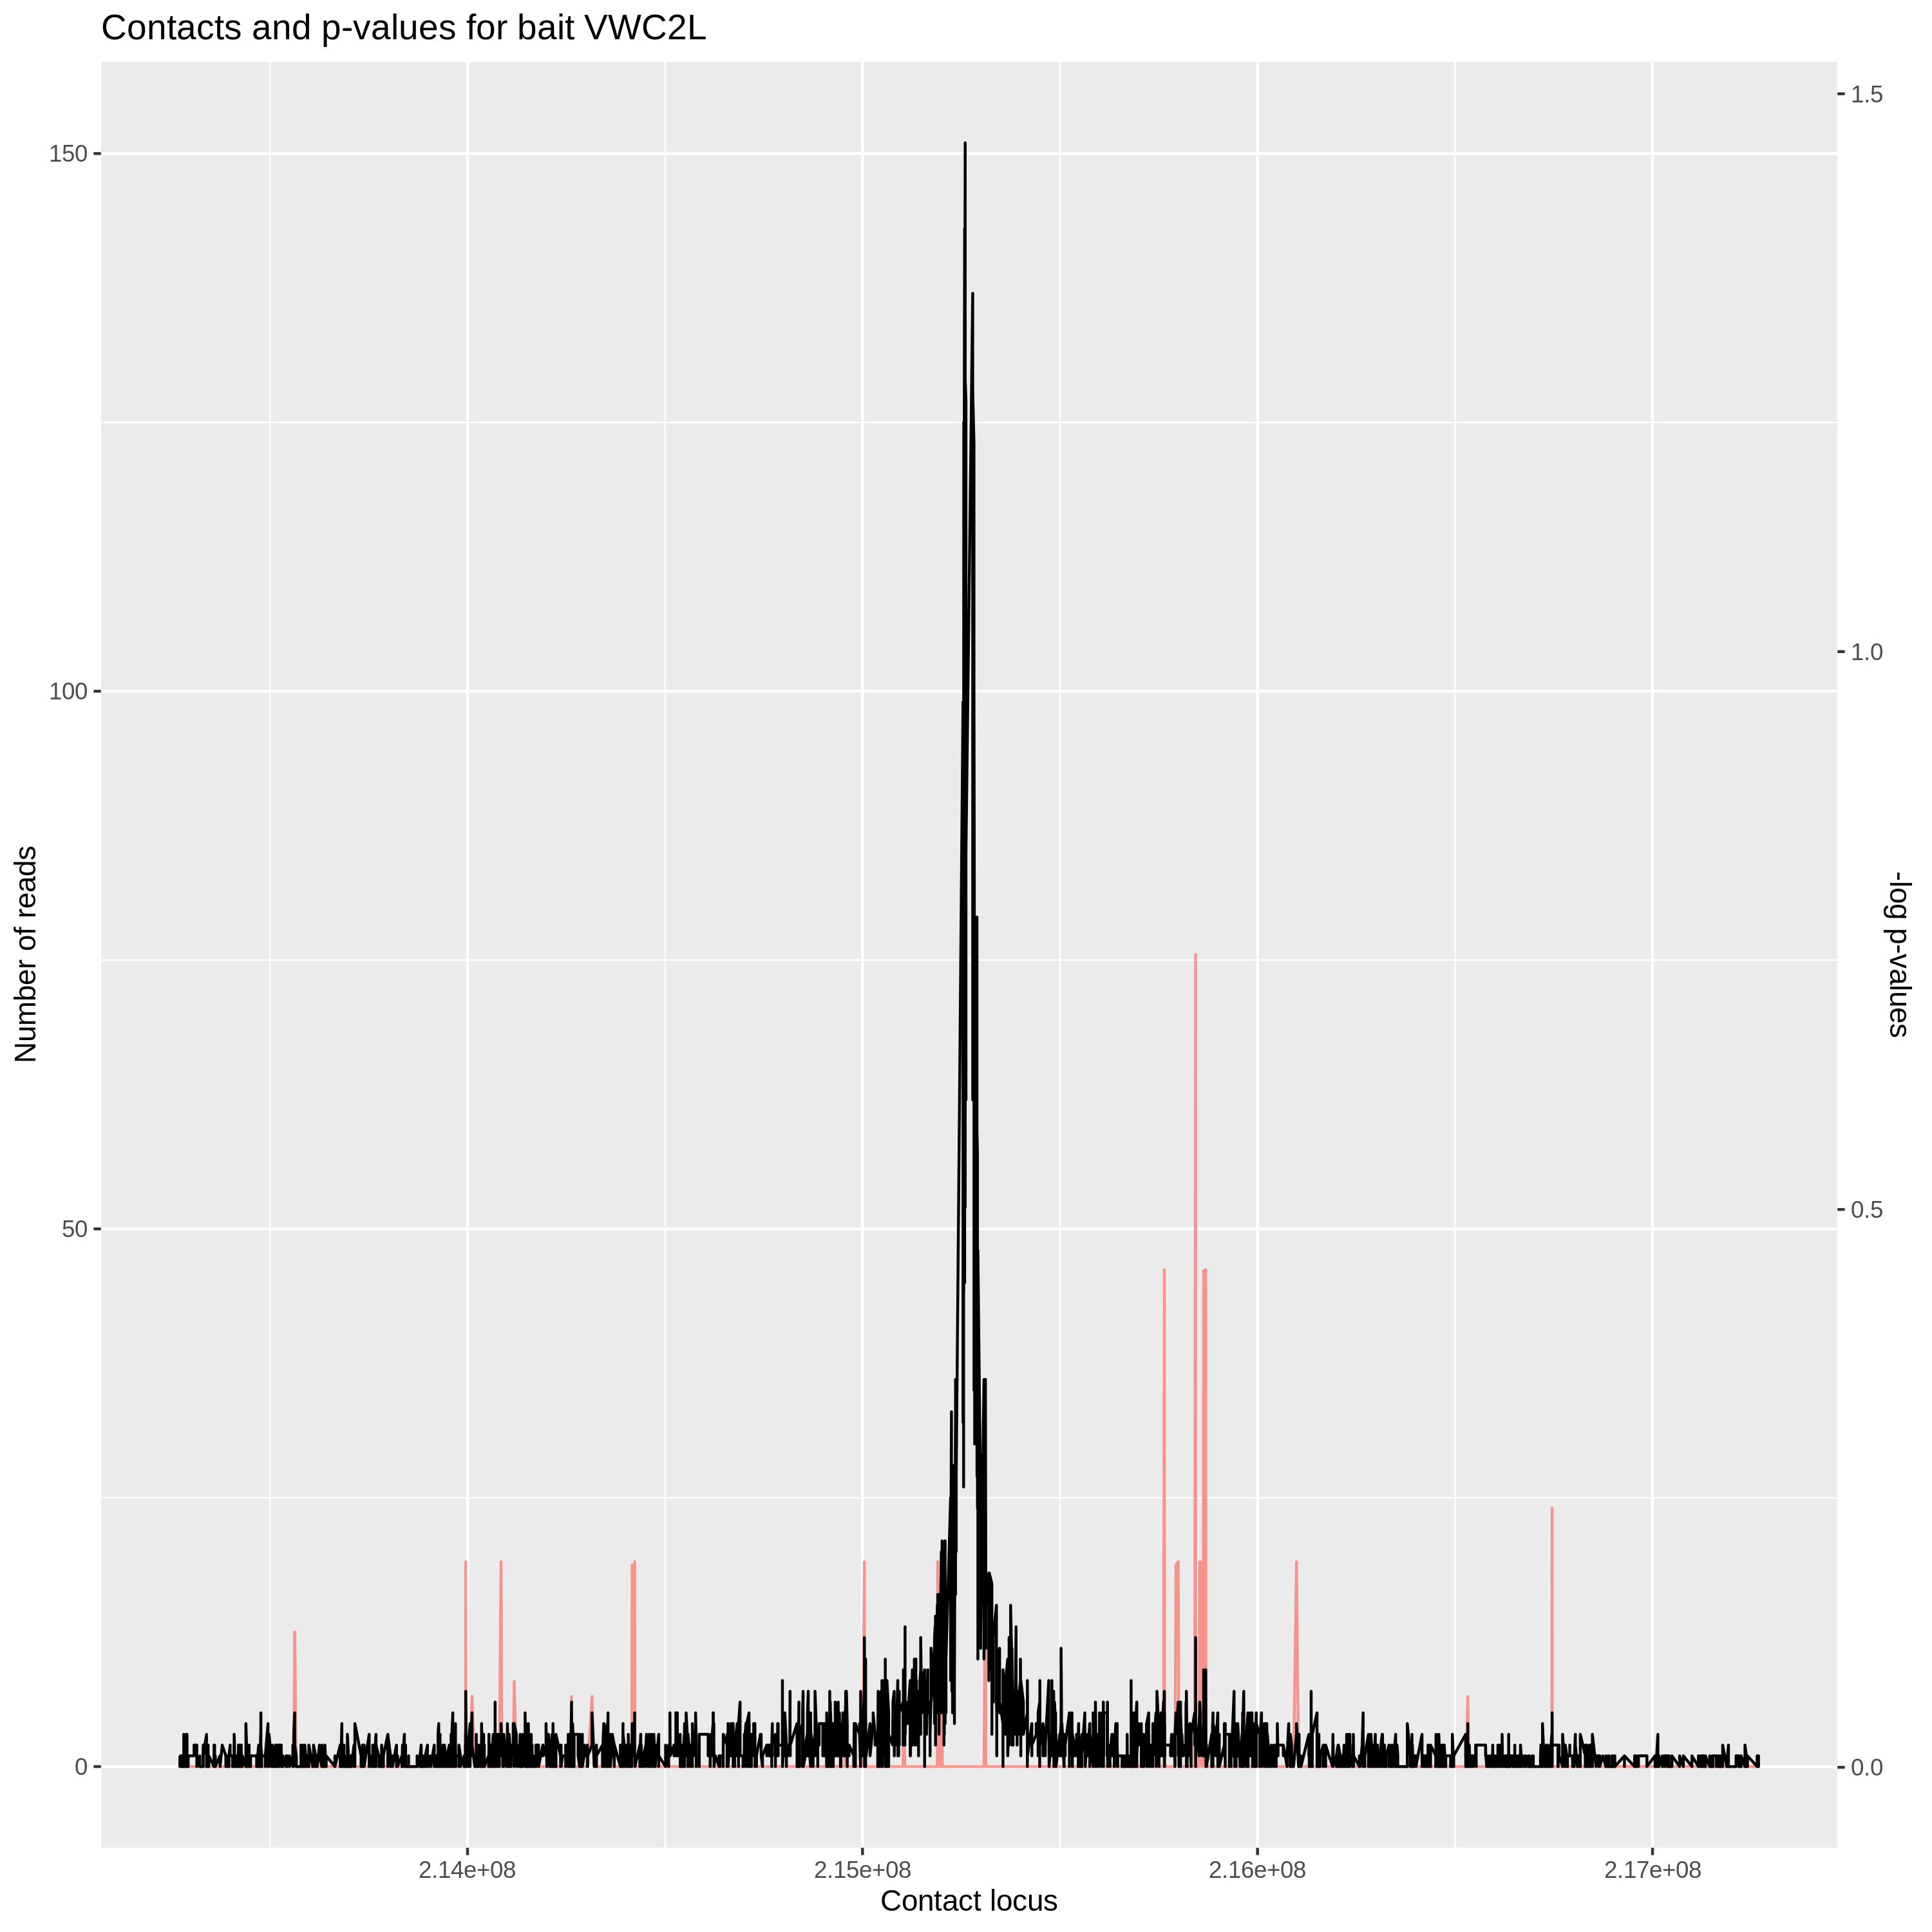 Contacts and p-values for bait VWC2L
150
100
50
0
Number of reads
1.5
1.0
0.5
0.0
-log p-values
2.14e+08
2.15e+08
2.16e+08
2.17e+08
Contact locus